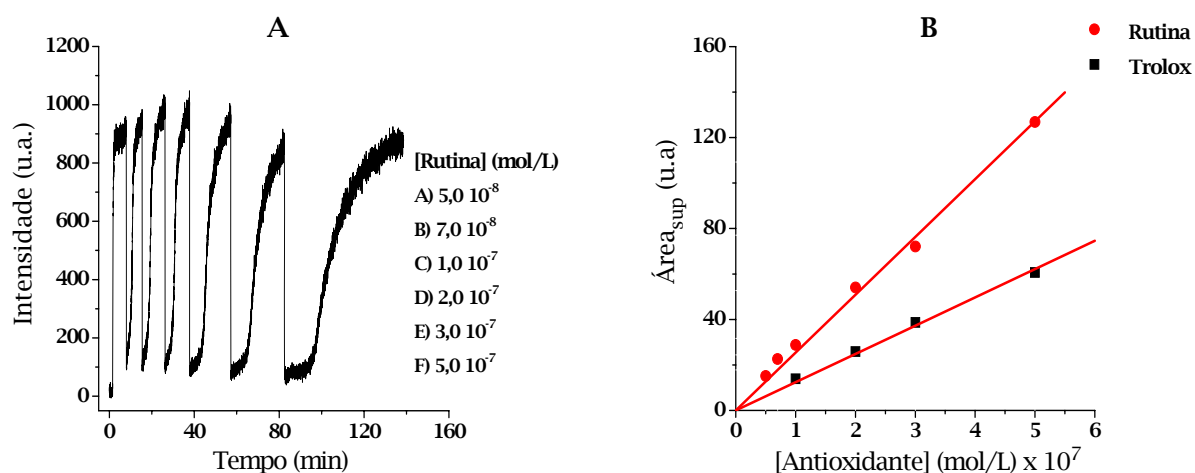 A
1200
1000
800
600
400
200
0
Intensidade (u.a.)
0 40 80 120 160
Tempo (min)
[Rutina] (mol/L)
A) 5,0 10⁻⁸
B) 7,0 10⁻⁸
C) 1,0 10⁻⁷
D) 2,0 10⁻⁷
E) 3,0 10⁻⁷
F) 5,0 10⁻⁷
B
Rutina
Trolox
160
120
80
40
0
Área_sup (u.a)
0 1 2 3 4 5 6
[Antioxidante] (mol/L) x 10⁷